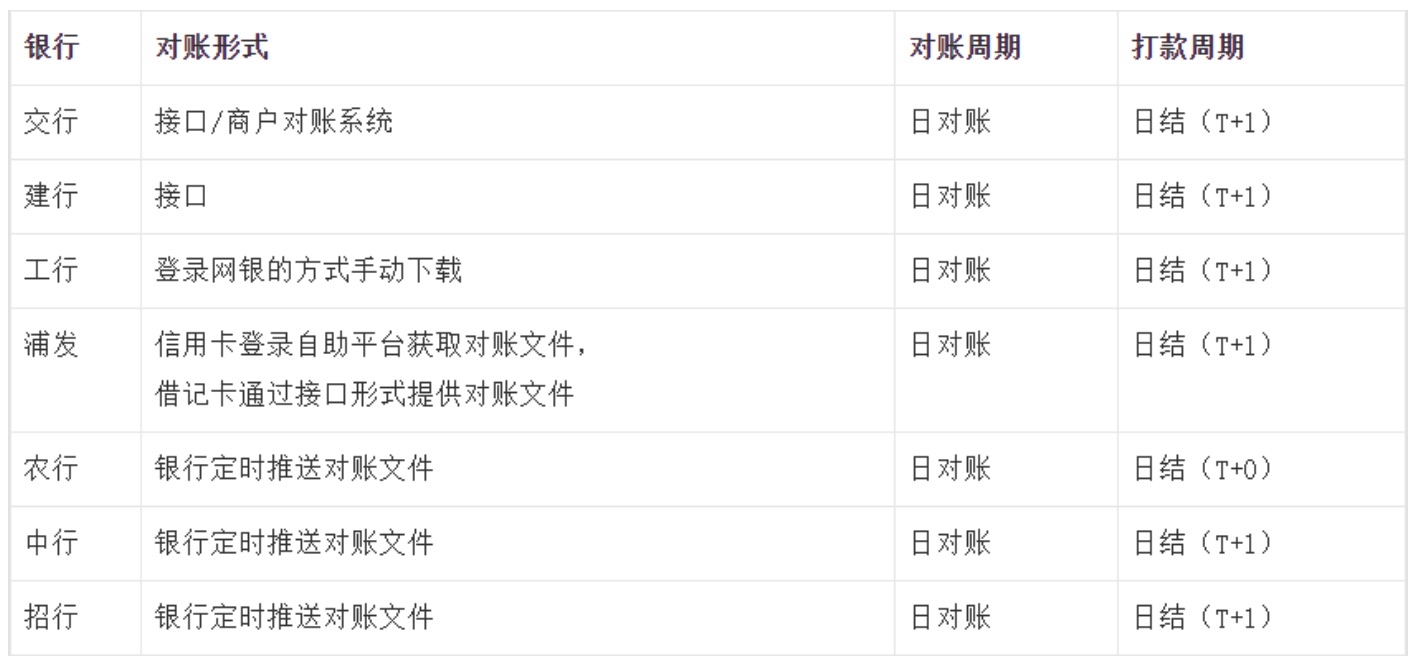 银行 对账形式 对账周期 打款周期
交行 接口/商户对账系统 日对账 日结（T+1）
建行 接口 日对账 日结（T+1）
工行 登录网银的方式手动下载 日对账 日结（T+1）
浦发 信用卡登录自助平台获取对账文件， 日对账 日结（T+1）
借记卡通过接口形式提供对账文件
农行 银行定时推送对账文件 日对账 日结（T+0）
中行 银行定时推送对账文件 日对账 日结（T+1）
招行 银行定时推送对账文件 日对账 日结（T+1）